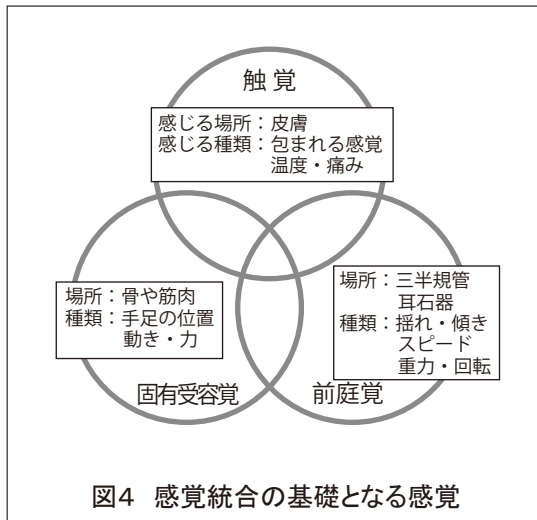 触 覚
感じる場所：皮膚
感じる種類：包まれる感覚
温度・痛み
場所：骨や筋肉
種類：手足の位置
動き・力
場所：三半規管
耳石器
種類：揺れ・傾き
スピード
重力・回転
固有受容覚
前庭覚
図4 感覚統合の基礎となる感覚